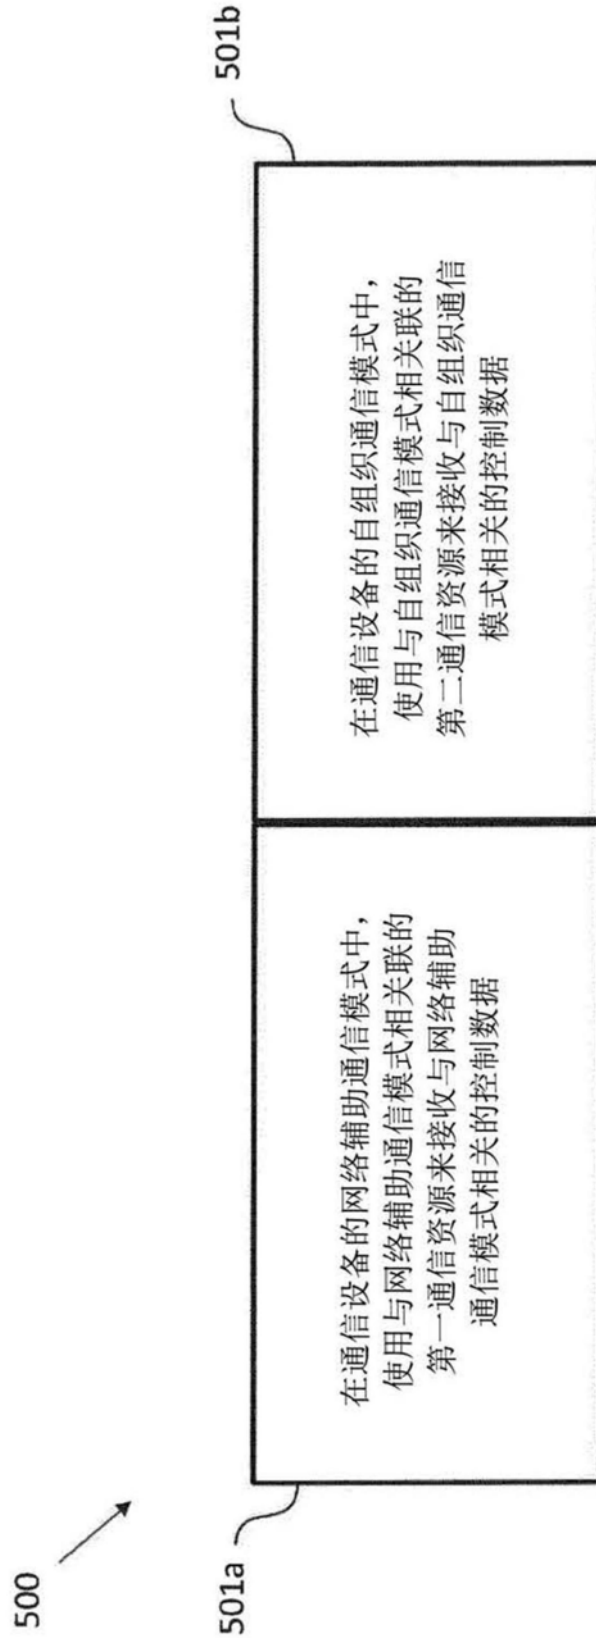 500
501a
在通信设备的网络辅助通信模式中，
使用与网络辅助通信模式相关联的
第一通信资源来接收与网络辅助
通信模式相关的控制数据
501b
在通信设备的自组织通信模式中，
使用与自组织通信模式相关联的
第二通信资源来接收与自组织通信
模式相关的控制数据